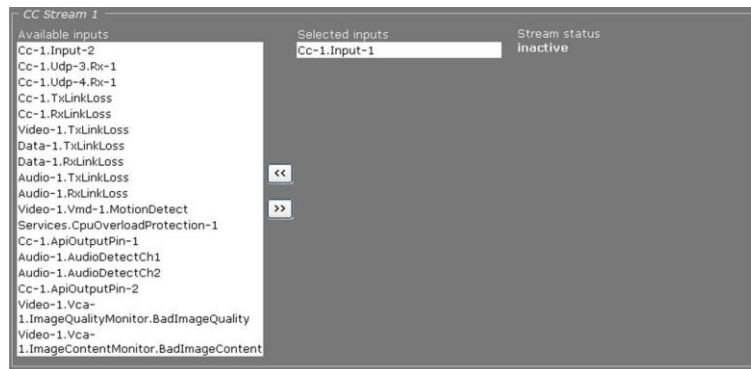 CC Stream 1
Available inputs
Cc-1.Input-2
Cc-1.Udp-3.Rx-1
Cc-1.Udp-4.Rx-1
Cc-1.TxLinkLoss
Cc-1.RxLinkLoss
Video-1.TxLinkLoss
Data-1.TxLinkLoss
Data-1.RxLinkLoss
Audio-1.TxLinkLoss
Audio-1.RxLinkLoss
Video-1.Vmd-1.MotionDetect
Services.CpuOverloadProtection-1
Cc-1.ApiOutputPin-1
Audio-1.AudioDetectCh1
Audio-1.AudioDetectCh2
Cc-1.ApiOutputPin-2
Video-1.Vca-
1.ImageQualityMonitor.BadImageQuality
Video-1.Vca-
1.ImageContentMonitor.BadImageContent
<<
>>
Selected inputs
Cc-1.Input-1
Stream status
inactive